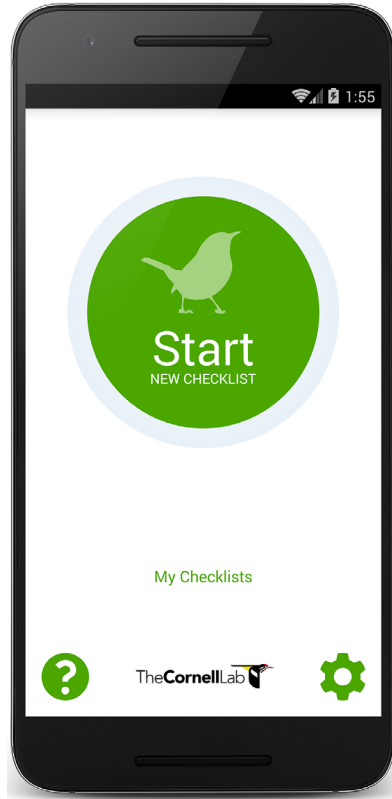 1:55
Start
NEW CHECKLIST
My Checklists
?
TheCornellLab